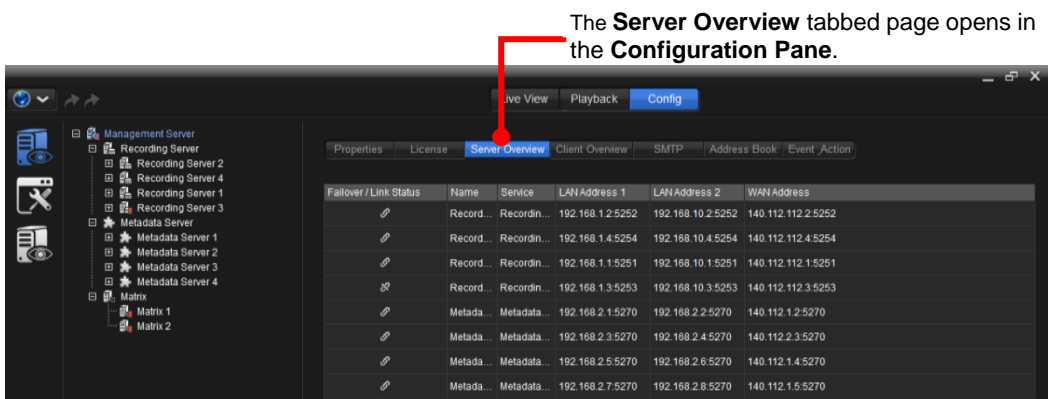 The Server Overview tabbed page opens in
the Configuration Pane.
Live View Playback Config
Management Server
Recording Server
Recording Server 2
Recording Server 4
Recording Server 1
Recording Server 3
Metadata Server
Metadata Server 1
Metadata Server 2
Metadata Server 3
Metadata Server 4
Matrix
Matrix 1
Matrix 2
Properties License Server Overview Client Overview SMTP Address Book Event /Action
Failover / Link Status Name Service LAN Address 1 LAN Address 2 WAN Address
Record... Recordin... 192.168.1.2:5252 192.168.10.2:5252 140.112.112.2:5252
Record... Recordin... 192.168.1.4:5254 192.168.10.4:5254 140.112.112.4:5254
Record... Recordin... 192.168.1.1:5251 192.168.10.1:5251 140.112.112.1:5251
Record... Recordin... 192.168.1.3:5253 192.168.10.3:5253 140.112.112.3:5253
Metada... Metadata... 192.168.2.1:5270 192.168.2.2:5270 140.112.1.2:5270
Metada... Metadata... 192.168.2.3:5270 192.168.2.4:5270 140.112.2.3:5270
Metada... Metadata... 192.168.2.5:5270 192.168.2.6:5270 140.112.1.4:5270
Metada... Metadata... 192.168.2.7:5270 192.168.2.8:5270 140.112.1.5:5270